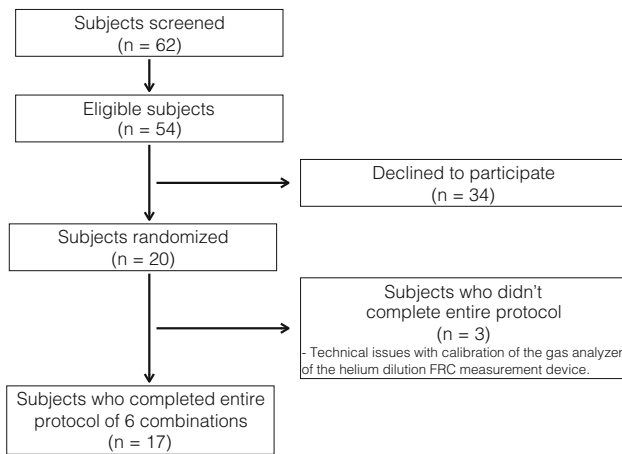 Subjects screened
(n = 62)
Eligible subjects
(n = 54)
Declined to participate
(n = 34)
Subjects randomized
(n = 20)
Subjects who didn't
complete entire protocol
(n = 3)
- Technical issues with calibration of the gas analyzer
of the helium dilution FRC measurement device.
Subjects who completed entire
protocol of 6 combinations
(n = 17)